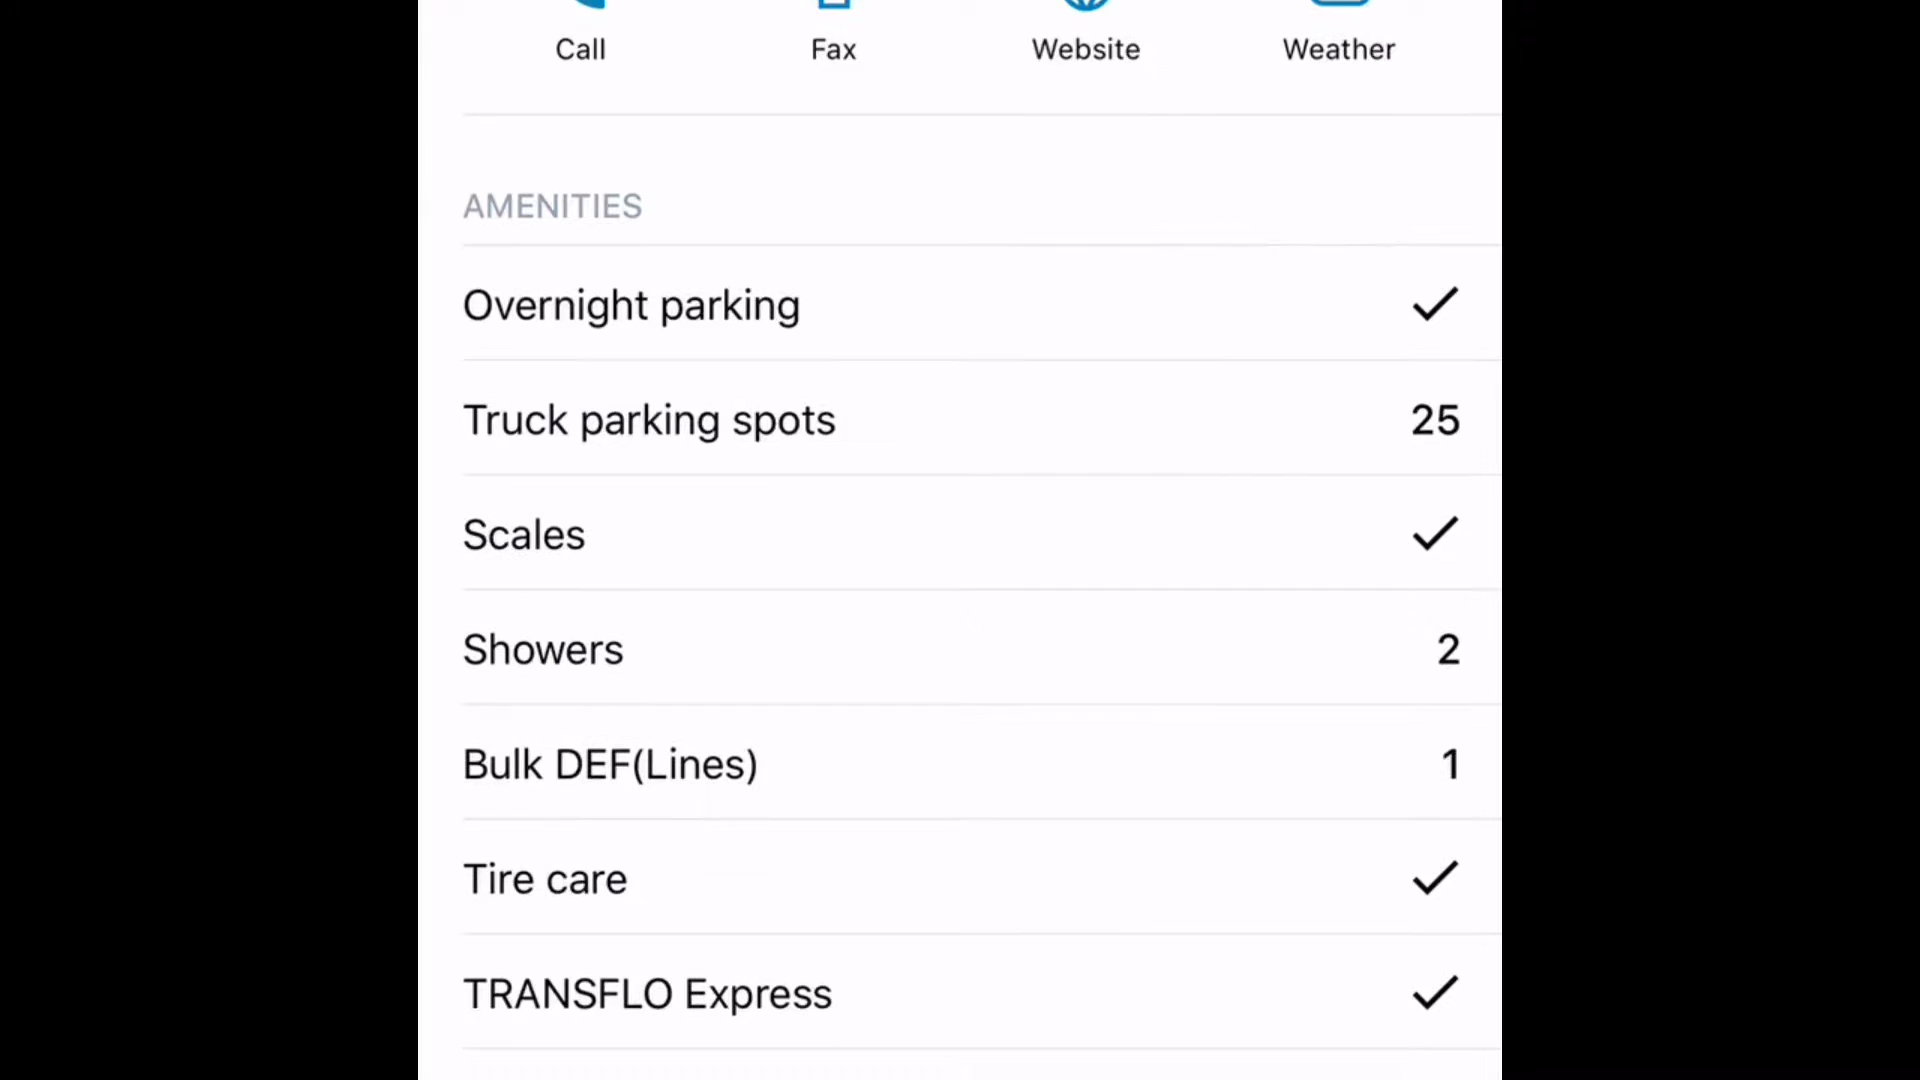 Call Fax Website Weather
AMENITIES
Overnight parking
Truck parking spots 25
Scales
Showers 2
Bulk DEF(Lines) 1
Tire care
TRANSFLO Express